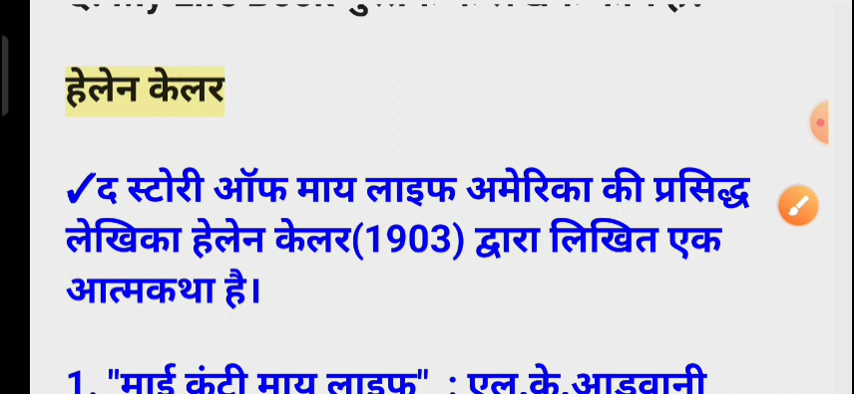 हेलेन केलर
✓द स्टोरी ऑफ माय लाइफ अमेरिका की प्रसिद्ध
लेखिका हेलेन केलर(1903) द्वारा लिखित एक
आत्मकथा है।
1. "माई कंट्री माय लाइफ" : एल.के.आडवानी